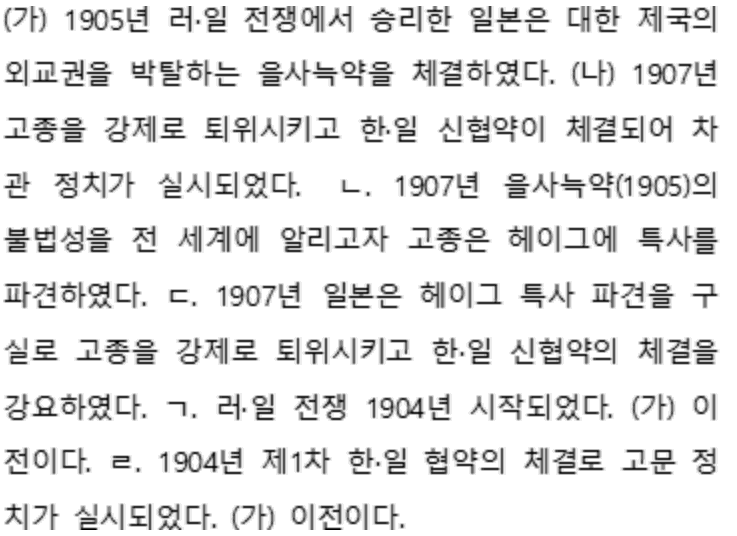 (가) 1905년 러·일 전쟁에서 승리한 일본은 대한 제국의
외교권을 박탈하는 을사늑약을 체결하였다. (나) 1907년
고종을 강제로 퇴위시키고 한·일 신협약이 체결되어 차
관 정치가 실시되었다. ㄴ. 1907년 을사늑약(1905)의
불법성을 전 세계에 알리고자 고종은 헤이그에 특사를
파견하였다. ㄷ. 1907년 일본은 헤이그 특사 파견을 구
실로 고종을 강제로 퇴위시키고 한·일 신협약의 체결을
강요하였다. ㄱ. 러·일 전쟁 1904년 시작되었다. (가) 이
전이다. ㄹ. 1904년 제1차 한·일 협약의 체결로 고문 정
치가 실시되었다. (가) 이전이다.